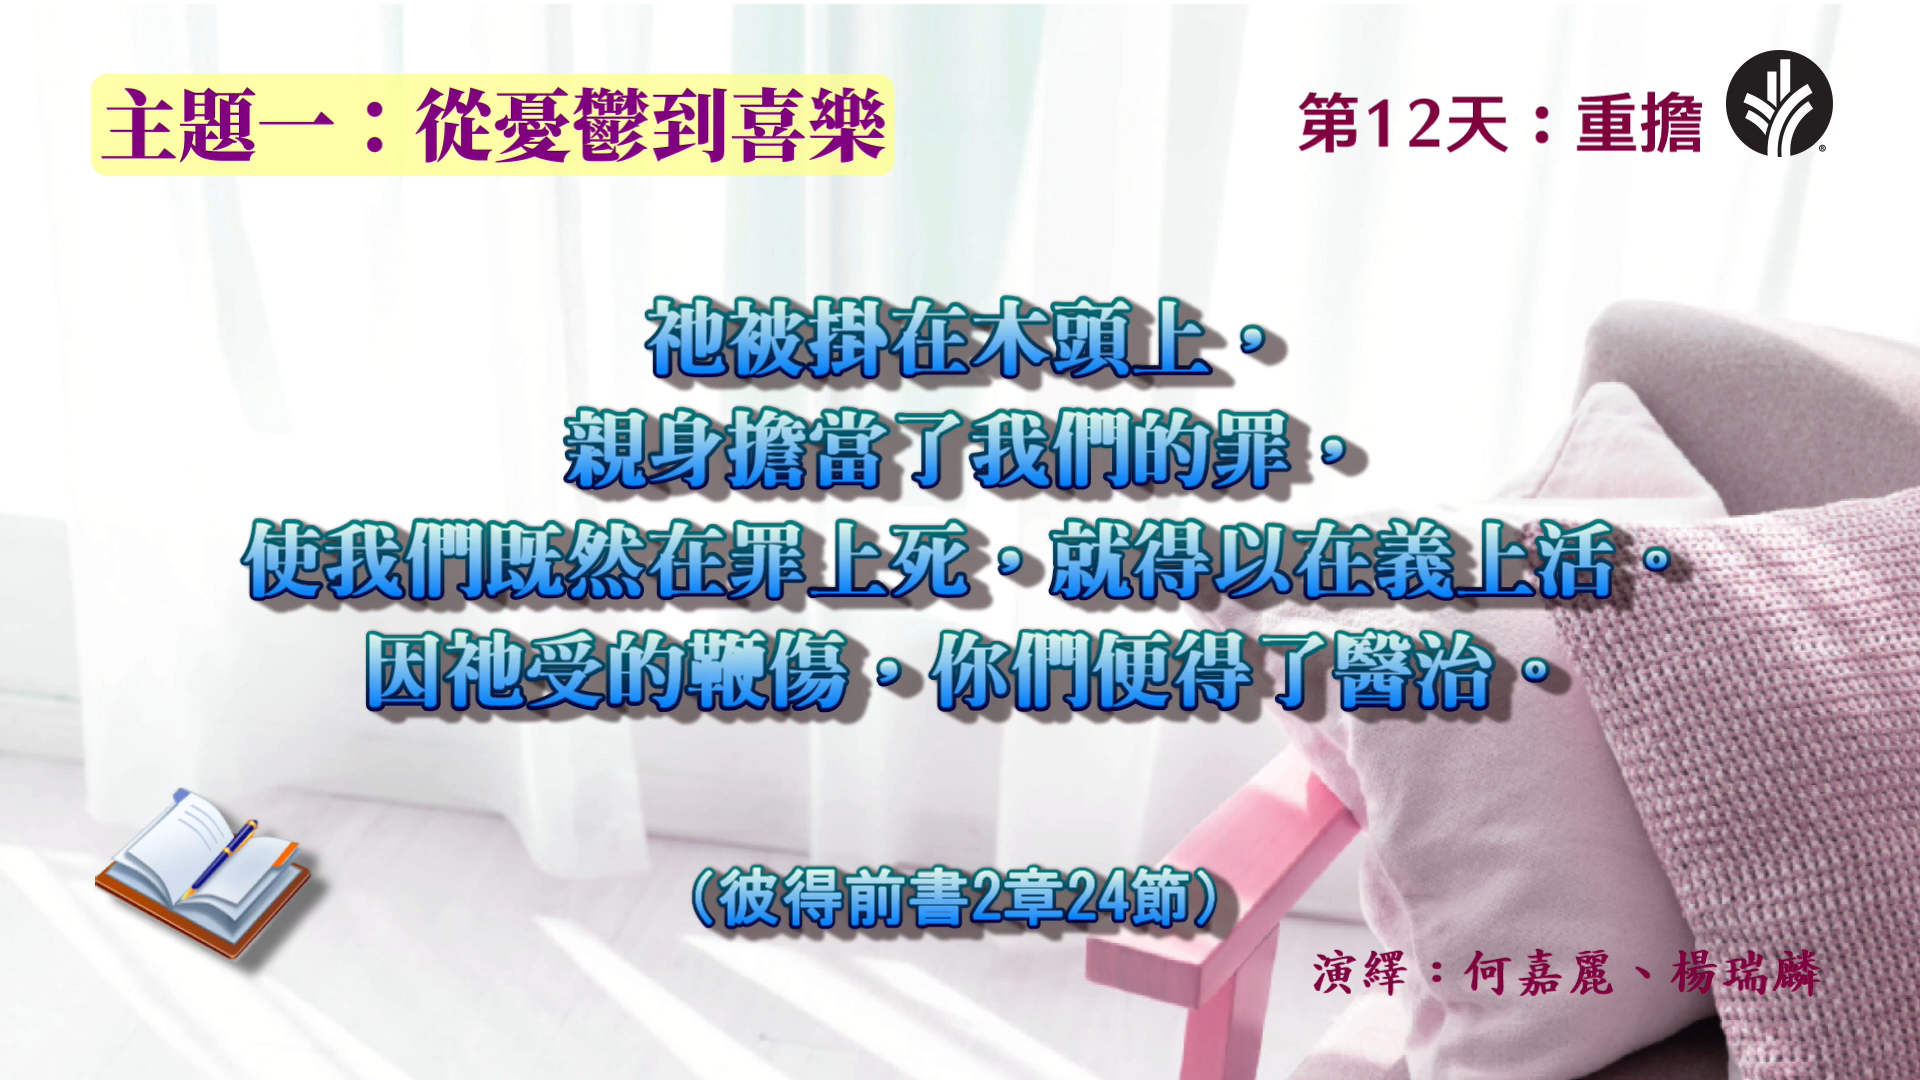 主題一：從憂鬱到喜樂
第12天：重擔
祂被掛在木頭上，
親身擔當了我們的罪，
使我們既然在罪上死，就得以在義上活。
因祂受的鞭傷，你們便得了醫治。
（彼得前書2章24節）
演繹：何嘉麗、楊瑞麟